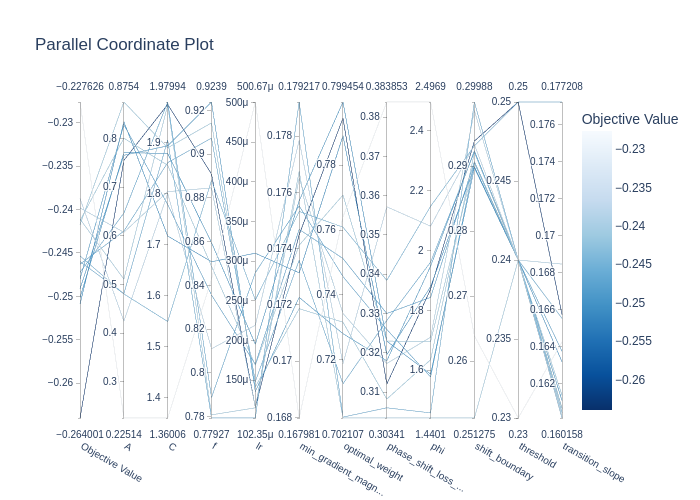 Parallel Coordinate Plot
−0.227626 0.8754 1.97994 0.9239 500.67μ 0.179217 0.799454 0.383853 2.4969 0.29988 0.25 0.177208
Objective Value
−0.23 −0.235 −0.24 −0.245 −0.25 −0.255 −0.26
0.8 0.7 0.6 0.5 0.4 0.3
1.9 1.8 1.7 1.6 1.5 1.4
0.92 0.9 0.88 0.86 0.84 0.82 0.8 0.78
500μ 450μ 400μ 350μ 300μ 250μ 200μ 150μ
0.178 0.176 0.174 0.172 0.17 0.168
0.78 0.76 0.74 0.72
0.38 0.37 0.36 0.35 0.34 0.33 0.32 0.31
2.4 2.2 2 1.8 1.6
0.29 0.28 0.27 0.26
0.25 0.245 0.24 0.235 0.23
0.176 0.174 0.172 0.17 0.168 0.166 0.164 0.162
−0.23
−0.235
−0.24
−0.245
−0.25
−0.255
−0.26
−0.264001 0.22514 1.36006 0.77927 102.35μ 0.167981 0.702107 0.30341 1.4401 0.251275 0.23 0.160158
Objective Value
A
C
f
lr
min_gradient_magn...
optimal_weight
phase_shift_loss_...
phi
shift_boundary
threshold
transition_slope